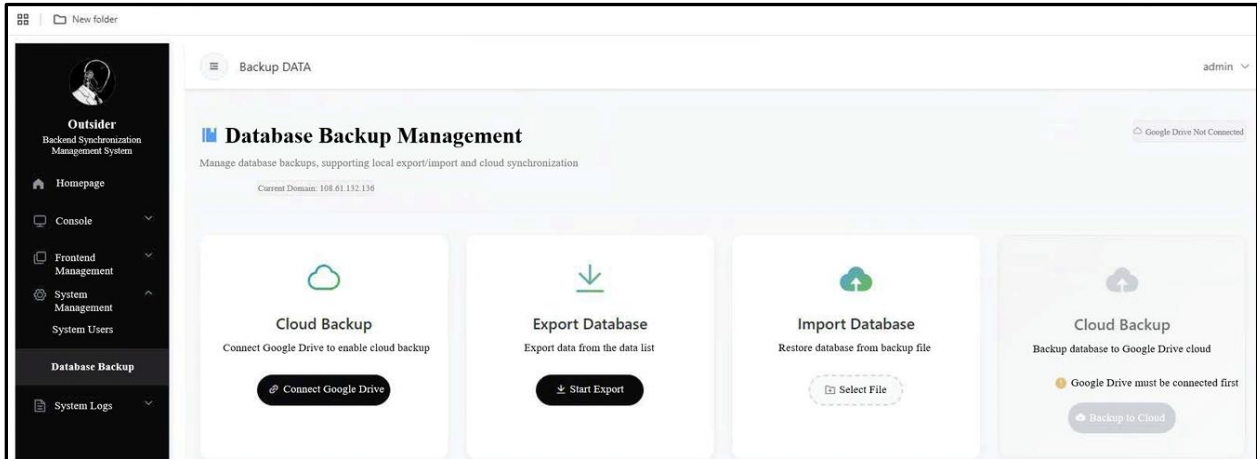 New folder
Outsider
Backend Synchronization
Management System
Homepage
Console
Frontend
Management
System
Management
System Users
Database Backup
System Logs
Backup DATA
admin
Database Backup Management
Google Drive Not Connected
Manage database backups, supporting local export/import and cloud synchronization
Current Domain: 108.61.132.136
Cloud Backup
Connect Google Drive to enable cloud backup
Connect Google Drive
Export Database
Export data from the data list
Start Export
Import Database
Restore database from backup file
Select File
Cloud Backup
Backup database to Google Drive cloud
Google Drive must be connected first
Backup to Cloud